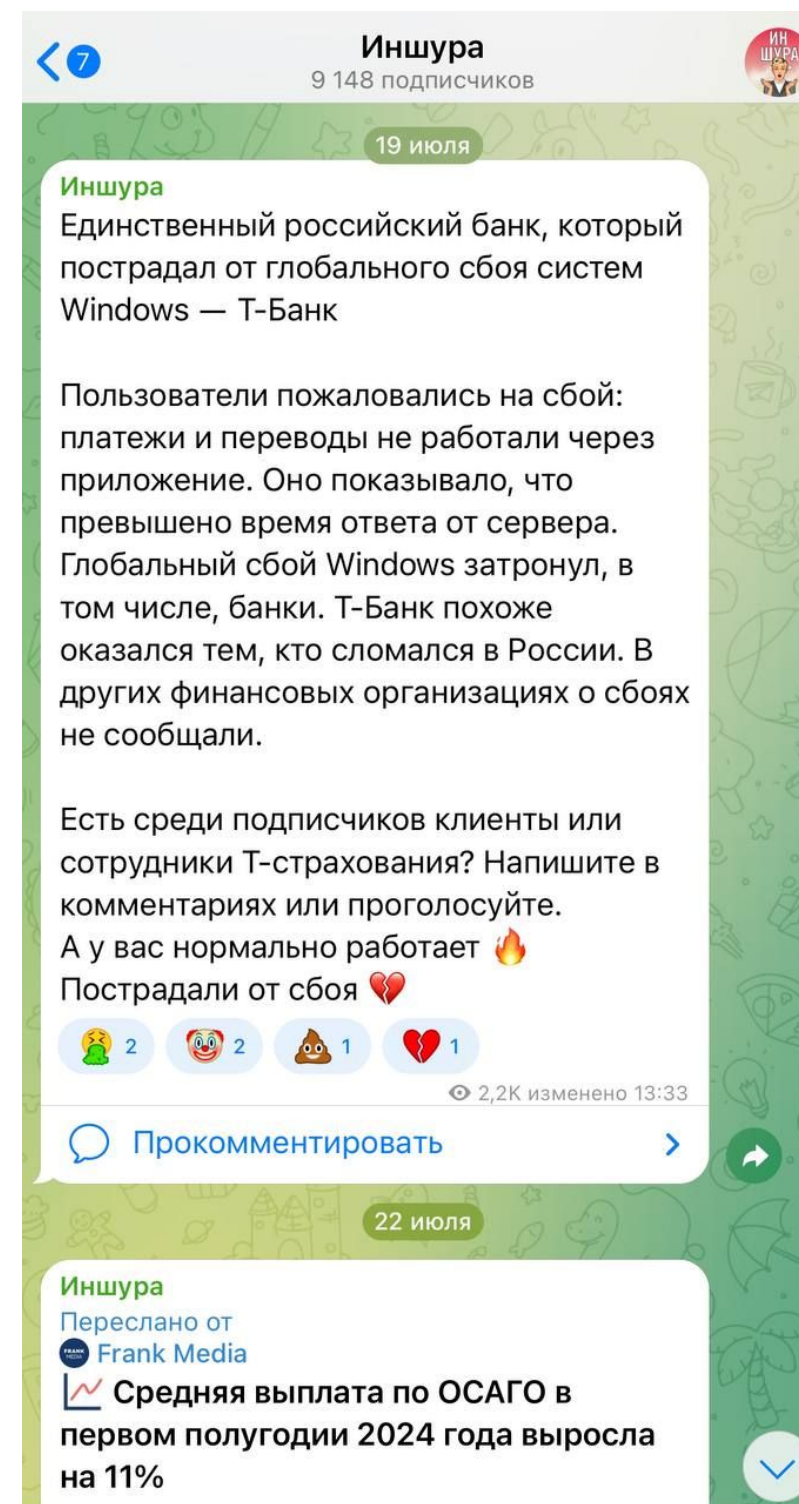 7
Иншура
9 148 подписчиков
ИН
ШУРА
19 июля
Иншура
Единственный российский банк, который
пострадал от глобального сбоя систем
Windows — Т-Банк
Пользователи пожаловались на сбой:
платежи и переводы не работали через
приложение. Оно показывало, что
превышено время ответа от сервера.
Глобальный сбой Windows затронул, в
том числе, банки. Т-Банк похоже
оказался тем, кто сломался в России. В
других финансовых организациях о сбоях
не сообщали.
Есть среди подписчиков клиенты или
сотрудники Т-страхования? Напишите в
комментариях или проголосуйте.
А у вас нормально работает 🔥
Пострадали от сбоя 💔
🤮 2 🤡 2 💩 1 💔 1
2,2K изменено 13:33
Прокомментировать
22 июля
Иншура
Переслано от
FRANK MEDIA Frank Media
📈 Средняя выплата по ОСАГО в
первом полугодии 2024 года выросла
на 11%